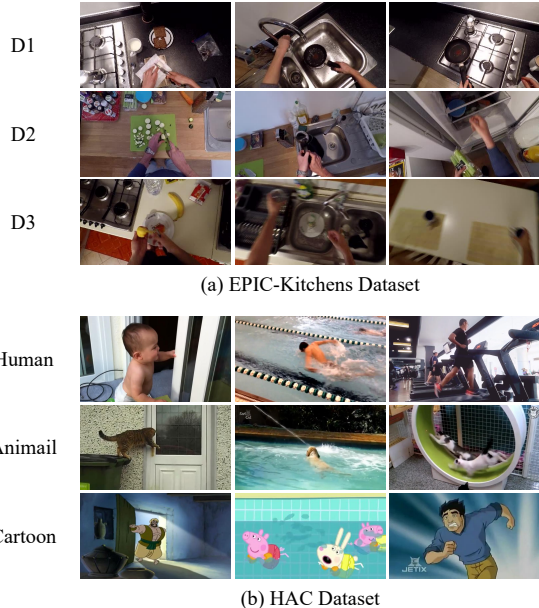 D1
D2
D3
(a) EPIC-Kitchens Dataset
Human
Animail
Cartoon
JETIX
(b) HAC Dataset